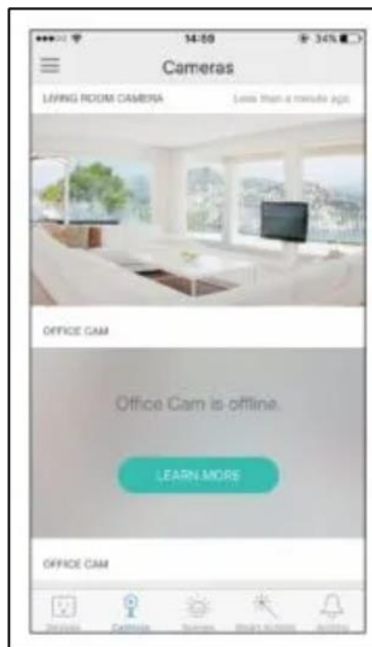 14:59 34%
Cameras
LIVING ROOM CAMERA Less than a minute ago
OFFICE CAM
Office Cam is offline.
LEARN MORE
OFFICE CAM
Devices Cameras Scenes Smart Actions Activity